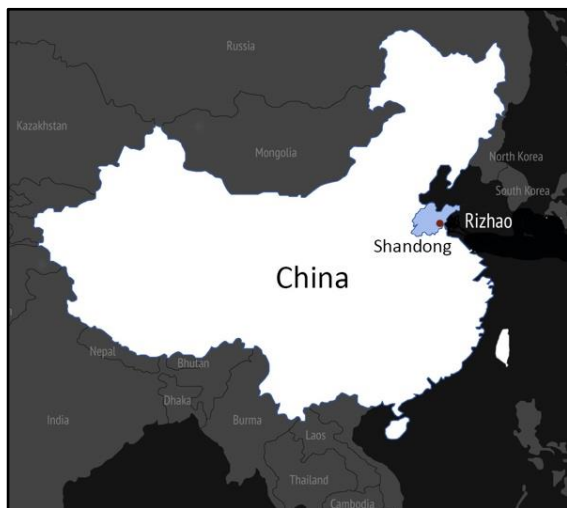 Russia
Kazakhstan
Mongolia
North Korea
South Korea
Rizhao
Shandong
China
Nepal
Bhutan
Dhaka
India
Burma
Laos
Thailand
Cambodia